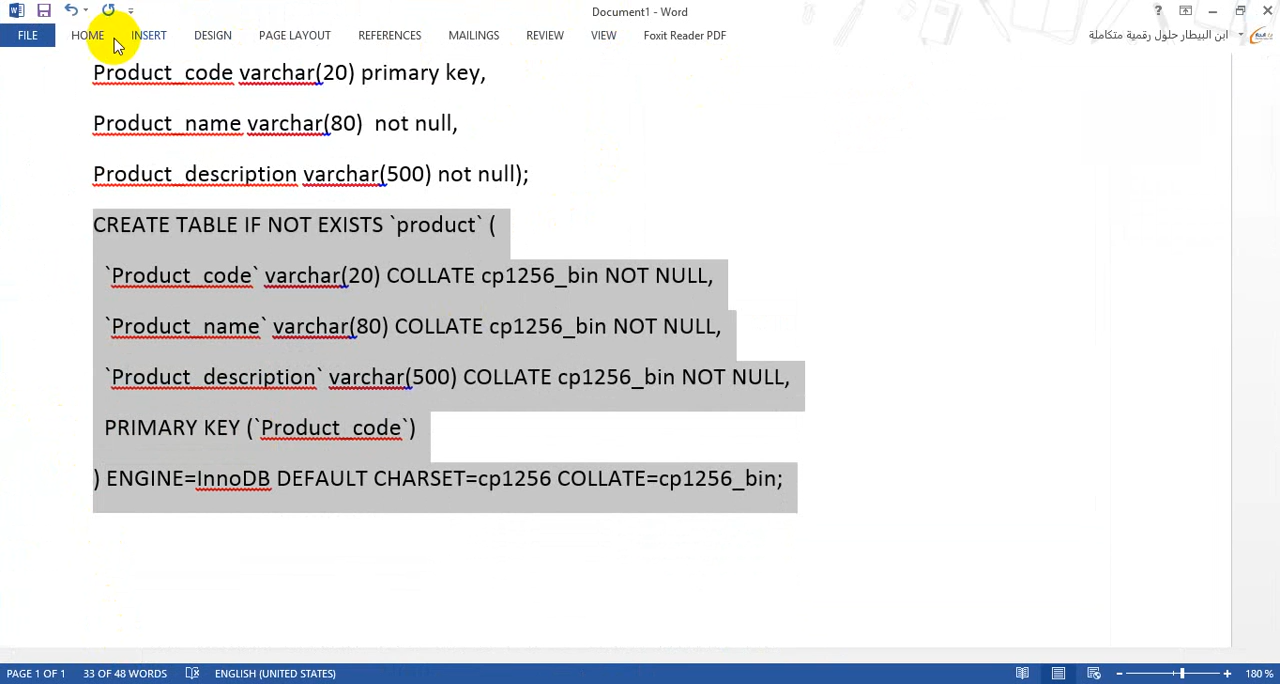 Document1 - Word
FILE HOME INSERT DESIGN PAGE LAYOUT REFERENCES MAILINGS REVIEW VIEW Foxit Reader PDF ابن البيطار حلول رقمية متكاملة
Product_code varchar(20) primary key,
Product_name varchar(80)  not null,
Product_description varchar(500) not null);
CREATE TABLE IF NOT EXISTS `product` (
`Product_code` varchar(20) COLLATE cp1256_bin NOT NULL,
`Product_name` varchar(80) COLLATE cp1256_bin NOT NULL,
`Product_description` varchar(500) COLLATE cp1256_bin NOT NULL,
PRIMARY KEY (`Product_code`)
) ENGINE=InnoDB DEFAULT CHARSET=cp1256 COLLATE=cp1256_bin;
PAGE 1 OF 1 33 OF 48 WORDS ENGLISH (UNITED STATES) 180 %